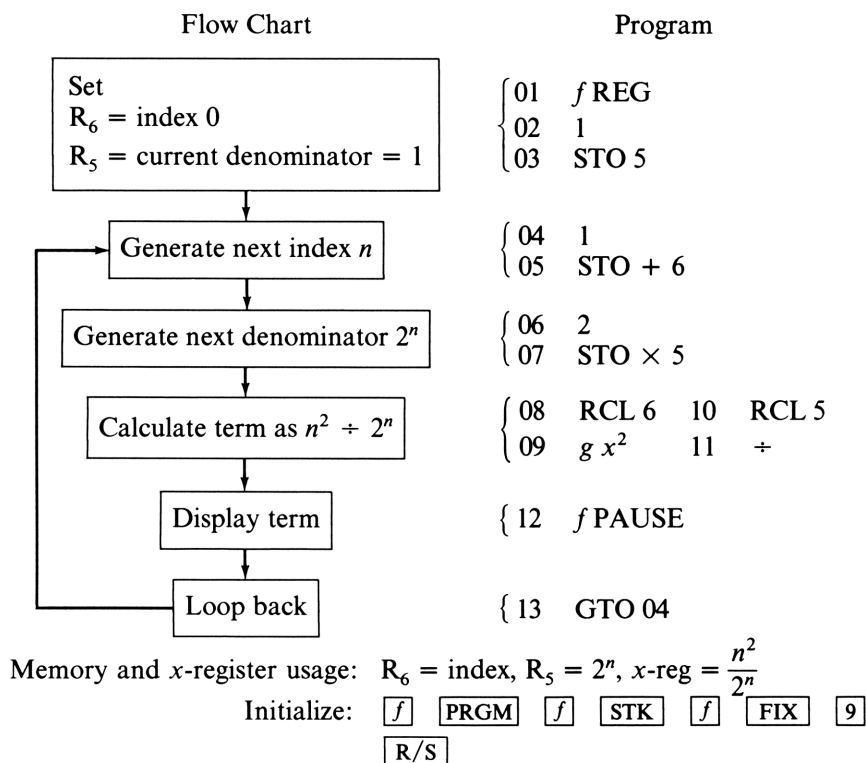 Flow Chart Program
Set
R₆ = index 0
R₅ = current denominator = 1
01 f REG
02 1
03 STO 5
Generate next index n
04 1
05 STO + 6
Generate next denominator 2ⁿ
06 2
07 STO × 5
Calculate term as n² ÷ 2ⁿ
08 RCL 6 10 RCL 5
09 g x² 11 ÷
Display term
12 f PAUSE
Loop back
13 GTO 04
Memory and x-register usage: R₆ = index, R₅ = 2ⁿ, x-reg = n²/2ⁿ
Initialize: f PRGM f STK f FIX 9
R/S